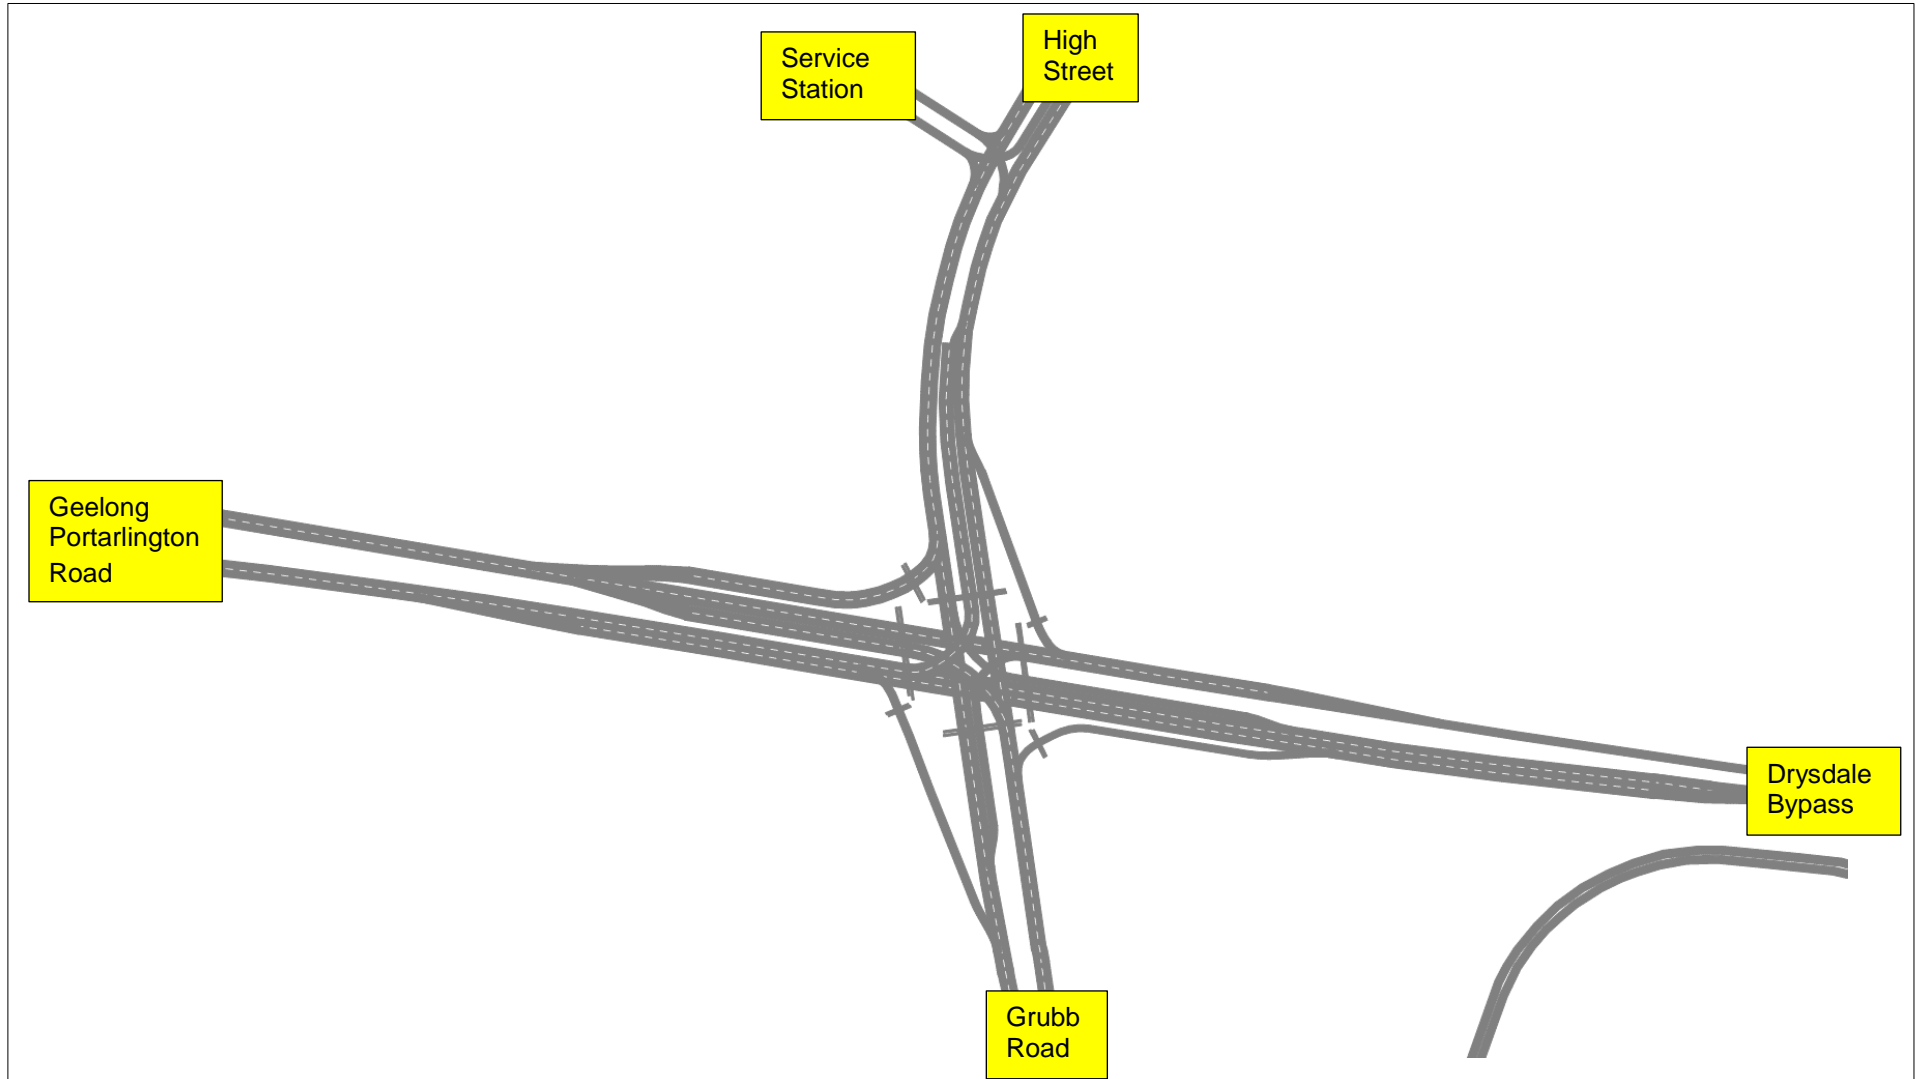 Service
Station
High
Street
Geelong
Portarlington
Road
Drysdale
Bypass
Grubb
Road